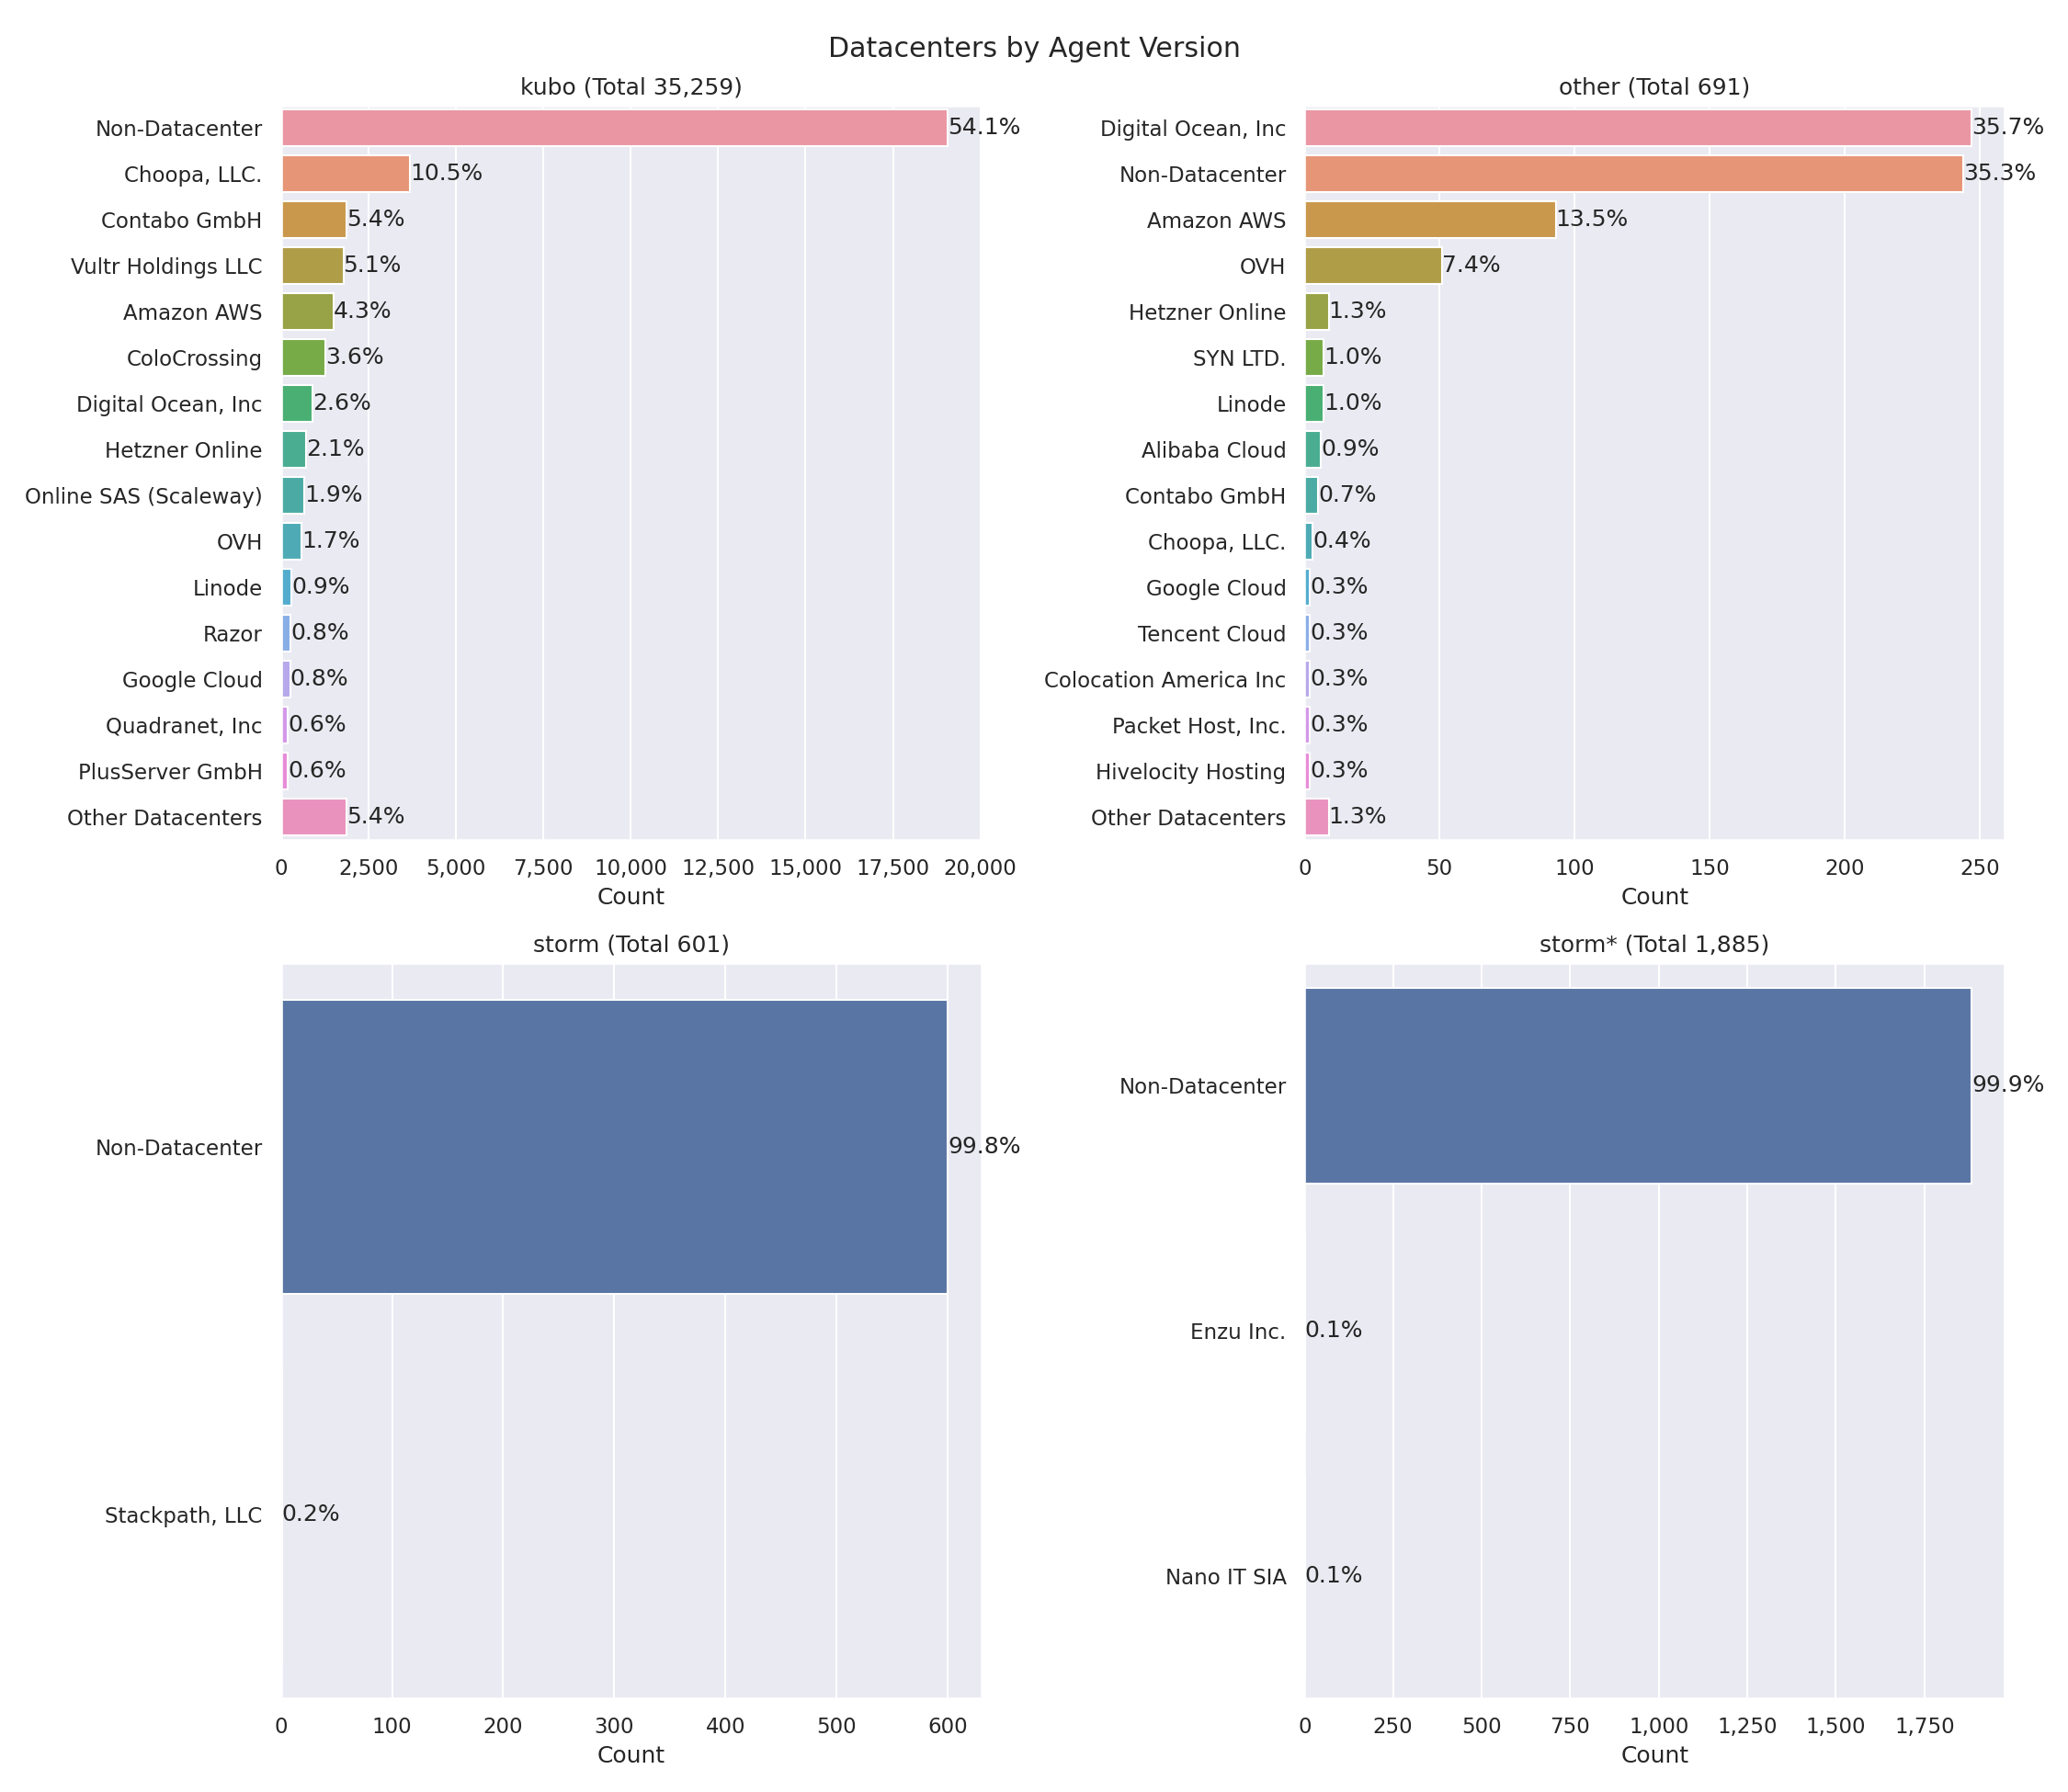 Datacenters by Agent Version
kubo (Total 35,259)
Non-Datacenter 54.1%
Choopa, LLC. 10.5%
Contabo GmbH 5.4%
Vultr Holdings LLC 5.1%
Amazon AWS 4.3%
ColoCrossing 3.6%
Digital Ocean, Inc 2.6%
Hetzner Online 2.1%
Online SAS (Scaleway) 1.9%
OVH 1.7%
Linode 0.9%
Razor 0.8%
Google Cloud 0.8%
Quadranet, Inc 0.6%
PlusServer GmbH 0.6%
Other Datacenters 5.4%
0 2,500 5,000 7,500 10,000 12,500 15,000 17,500 20,000
Count
other (Total 691)
Digital Ocean, Inc 35.7%
Non-Datacenter 35.3%
Amazon AWS 13.5%
OVH 7.4%
Hetzner Online 1.3%
SYN LTD. 1.0%
Linode 1.0%
Alibaba Cloud 0.9%
Contabo GmbH 0.7%
Choopa, LLC. 0.4%
Google Cloud 0.3%
Tencent Cloud 0.3%
Colocation America Inc 0.3%
Packet Host, Inc. 0.3%
Hivelocity Hosting 0.3%
Other Datacenters 1.3%
0 50 100 150 200 250
Count
storm (Total 601)
Non-Datacenter 99.8%
Stackpath, LLC 0.2%
0 100 200 300 400 500 600
Count
storm* (Total 1,885)
Non-Datacenter 99.9%
Enzu Inc. 0.1%
Nano IT SIA 0.1%
0 250 500 750 1,000 1,250 1,500 1,750
Count